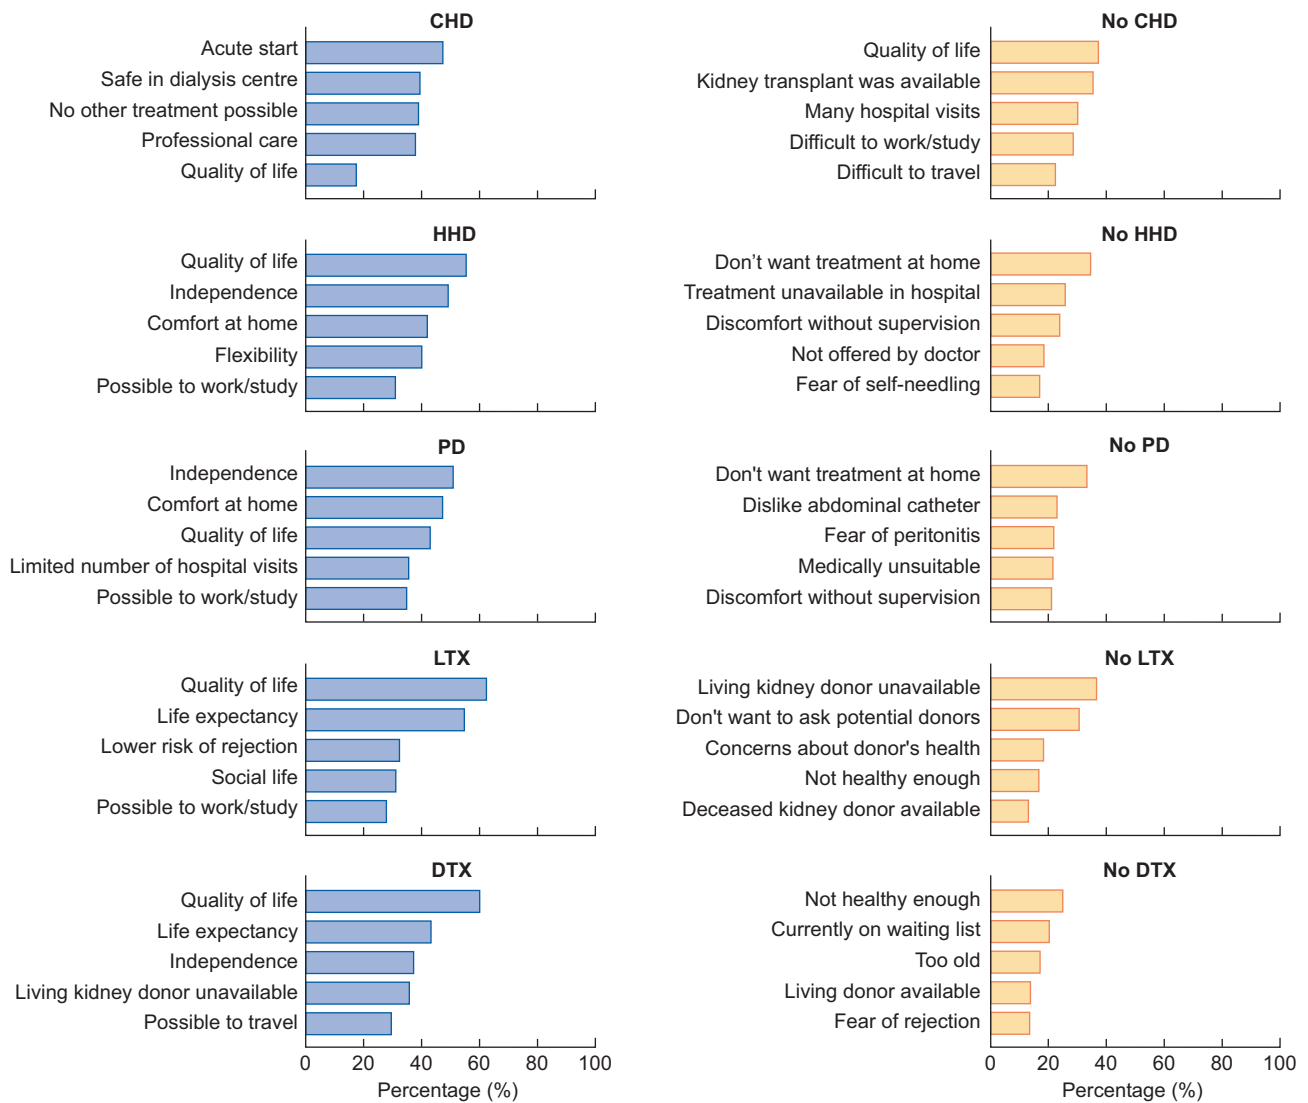 CHD
Acute start
Safe in dialysis centre
No other treatment possible
Professional care
Quality of life
No CHD
Quality of life
Kidney transplant was available
Many hospital visits
Difficult to work/study
Difficult to travel
HHD
Quality of life
Independence
Comfort at home
Flexibility
Possible to work/study
No HHD
Don’t want treatment at home
Treatment unavailable in hospital
Discomfort without supervision
Not offered by doctor
Fear of self-needling
PD
Independence
Comfort at home
Quality of life
Limited number of hospital visits
Possible to work/study
No PD
Don't want treatment at home
Dislike abdominal catheter
Fear of peritonitis
Medically unsuitable
Discomfort without supervision
LTX
Quality of life
Life expectancy
Lower risk of rejection
Social life
Possible to work/study
No LTX
Living kidney donor unavailable
Don't want to ask potential donors
Concerns about donor's health
Not healthy enough
Deceased kidney donor available
DTX
Quality of life
Life expectancy
Independence
Living kidney donor unavailable
Possible to travel
0 20 40 60 80 100
Percentage (%)
No DTX
Not healthy enough
Currently on waiting list
Too old
Living donor available
Fear of rejection
0 20 40 60 80 100
Percentage (%)